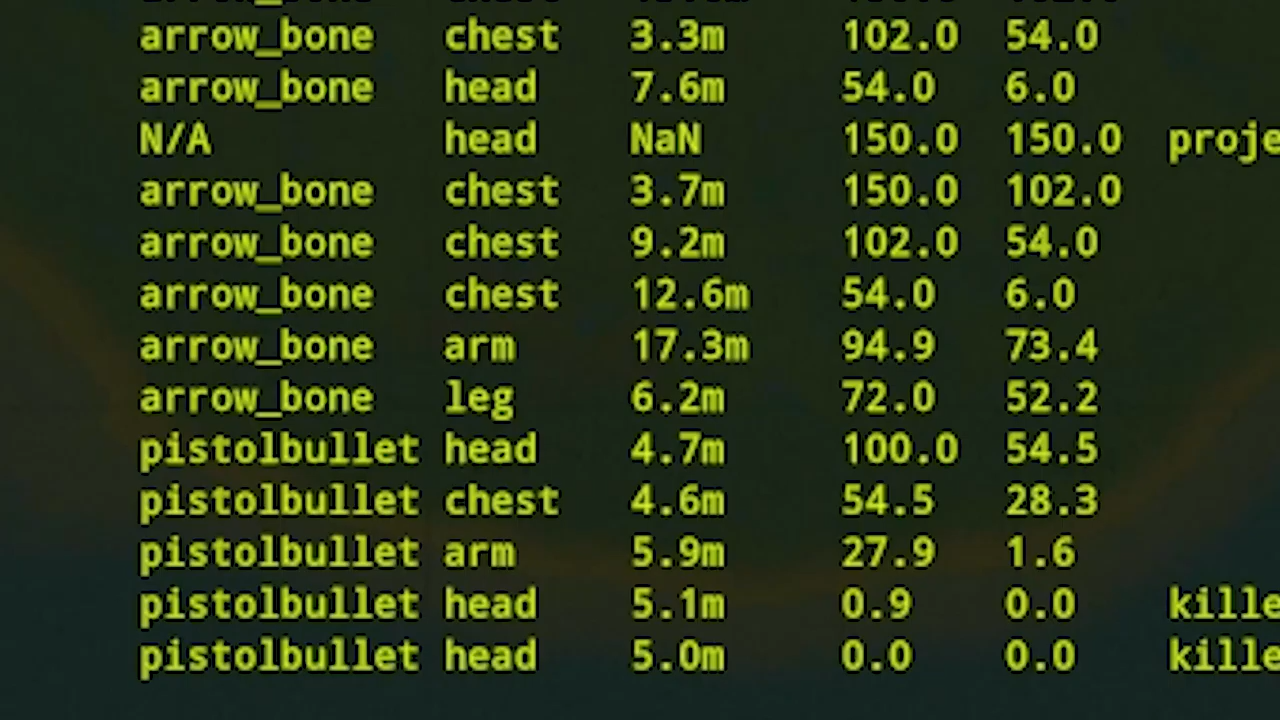 arrow_bone chest 3.3m 102.0 54.0
arrow_bone head 7.6m 54.0 6.0
N/A head NaN 150.0 150.0 proje
arrow_bone chest 3.7m 150.0 102.0
arrow_bone chest 9.2m 102.0 54.0
arrow_bone chest 12.6m 54.0 6.0
arrow_bone arm 17.3m 94.9 73.4
arrow_bone leg 6.2m 72.0 52.2
pistolbullet head 4.7m 100.0 54.5
pistolbullet chest 4.6m 54.5 28.3
pistolbullet arm 5.9m 27.9 1.6
pistolbullet head 5.1m 0.9 0.0 kille
pistolbullet head 5.0m 0.0 0.0 kille